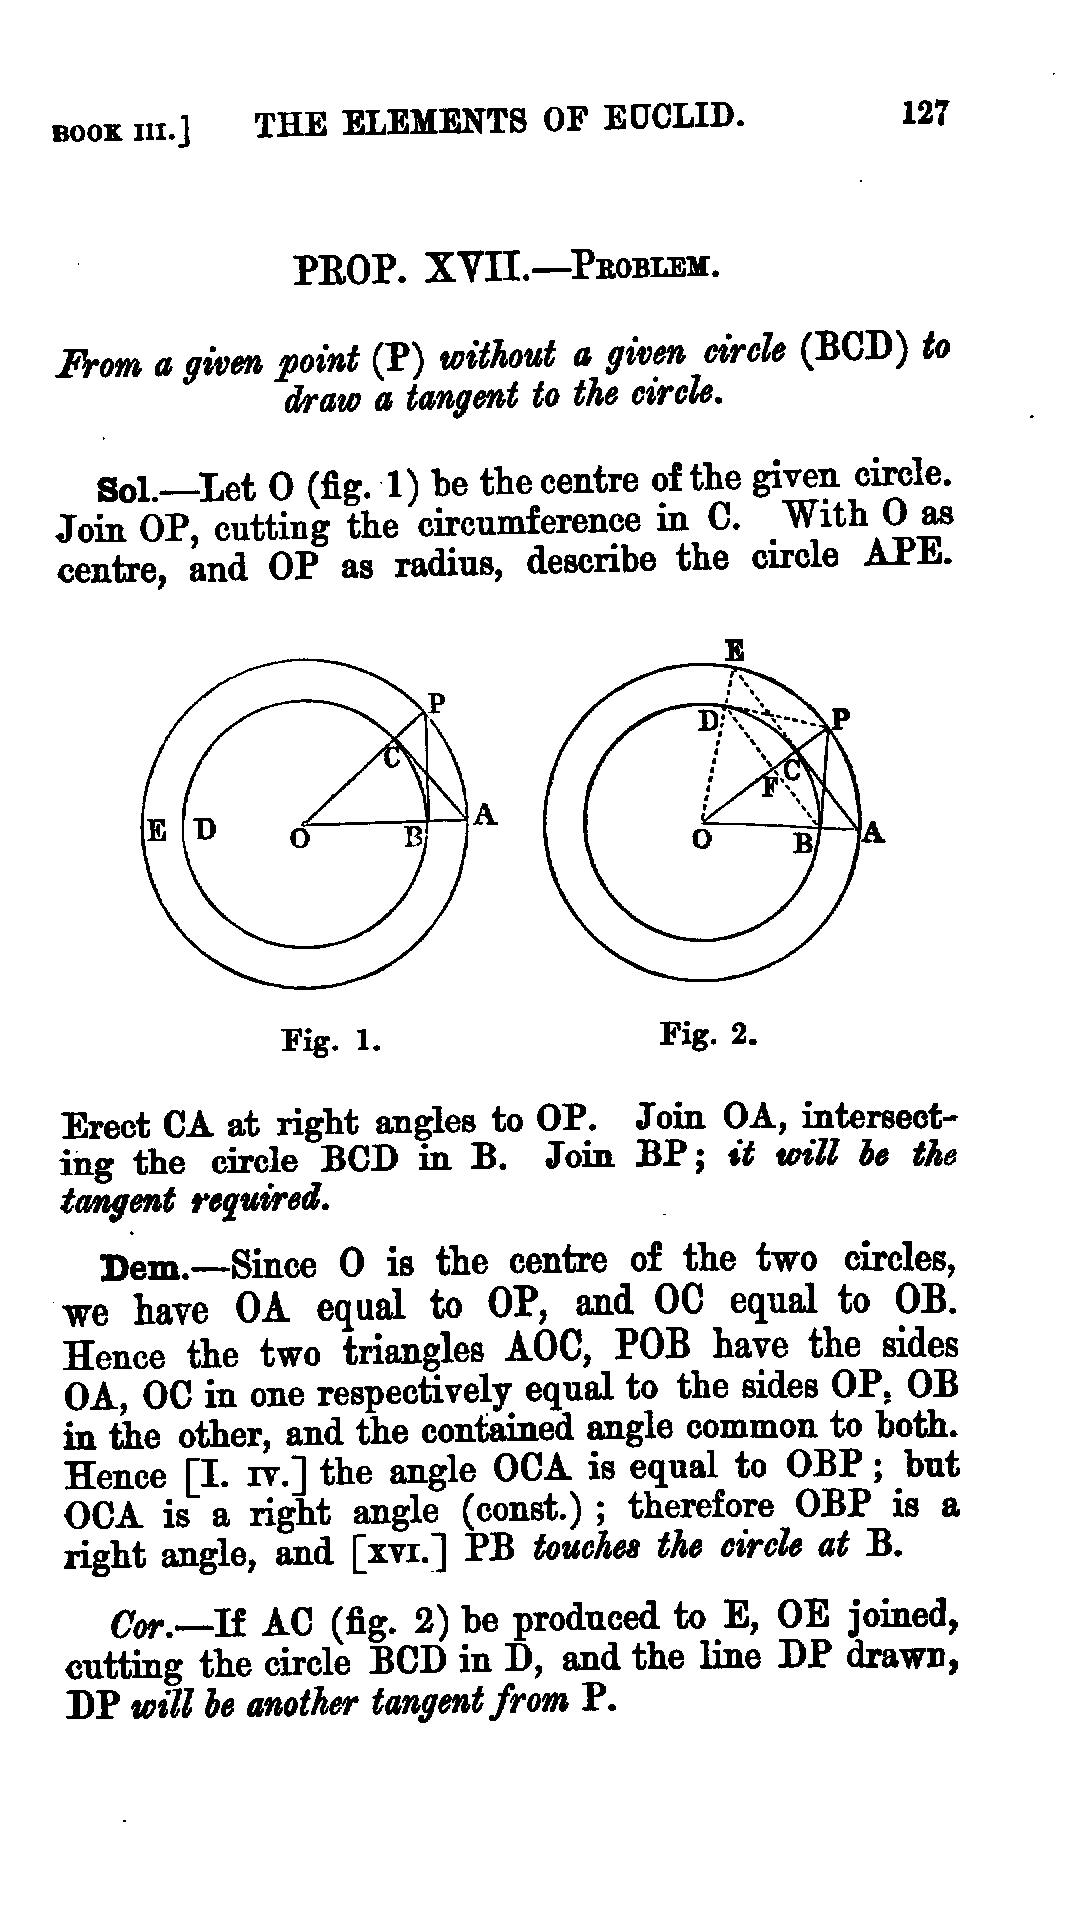 BOOK III.] THE ELEMENTS OF EUCLID. 127
PROP. XVII.—PROBLEM.
From a given point (P) without a given circle (BCD) to
draw a tangent to the circle.
Sol.—Let O (fig. 1) be the centre of the given circle.
Join OP, cutting the circumference in C. With O as
centre, and OP as radius, describe the circle APE.
P
C
E D O B A
E
D P
C
F
O B A
Fig. 1. Fig. 2.
Erect CA at right angles to OP. Join OA, intersect-
ing the circle BCD in B. Join BP; it will be the
tangent required.
Dem.—Since O is the centre of the two circles,
we have OA equal to OP, and OC equal to OB.
Hence the two triangles AOC, POB have the sides
OA, OC in one respectively equal to the sides OP, OB
in the other, and the contained angle common to both.
Hence [I. IV.] the angle OCA is equal to OBP; but
OCA is a right angle (const.); therefore OBP is a
right angle, and [XVI.] PB touches the circle at B.
Cor.—If AC (fig. 2) be produced to E, OE joined,
cutting the circle BCD in D, and the line DP drawn,
DP will be another tangent from P.